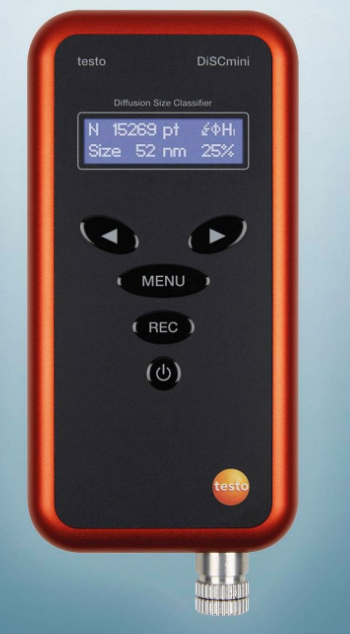 testo DiSCmini
Diffusion Size Classifier
N 15269 pt
Size 52 nm 25%
MENU
REC
testo